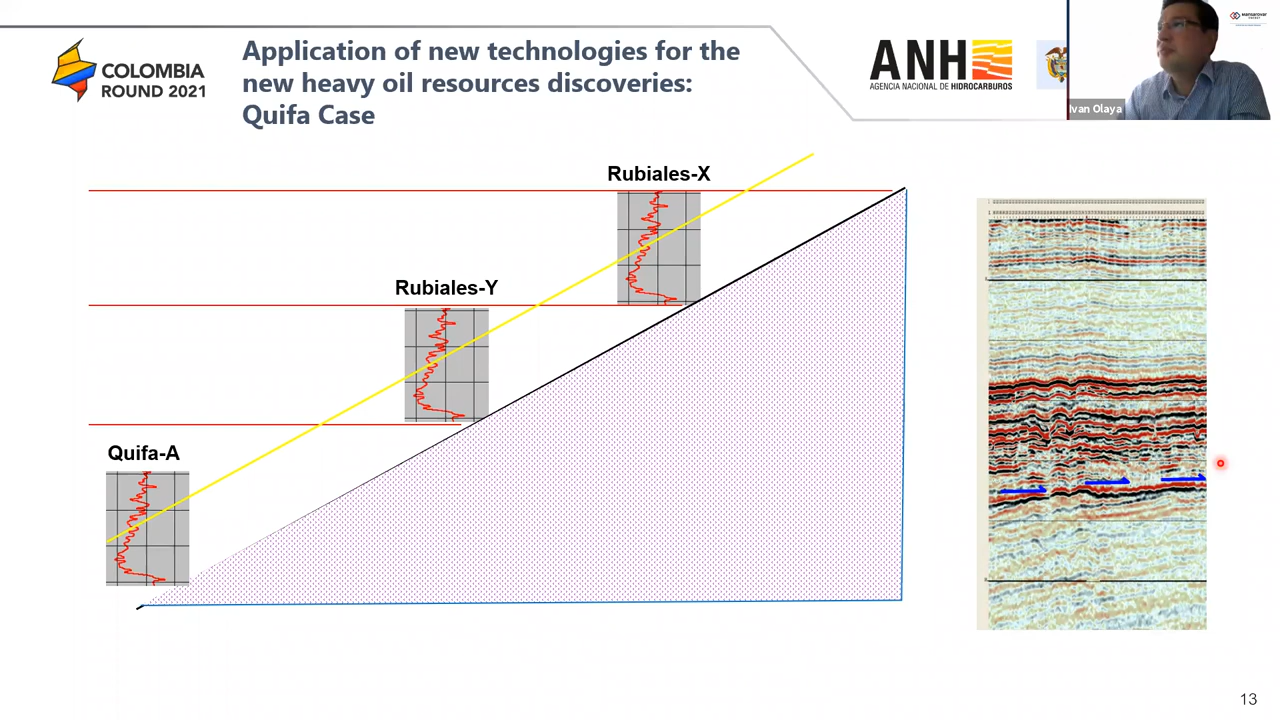 COLOMBIA
ROUND 2021
Application of new technologies for the
new heavy oil resources discoveries:
Quifa Case
ANH
AGENCIA NACIONAL DE HIDROCARBUROS
Ivan Olaya
Rubiales-X
Rubiales-Y
Quifa-A
13